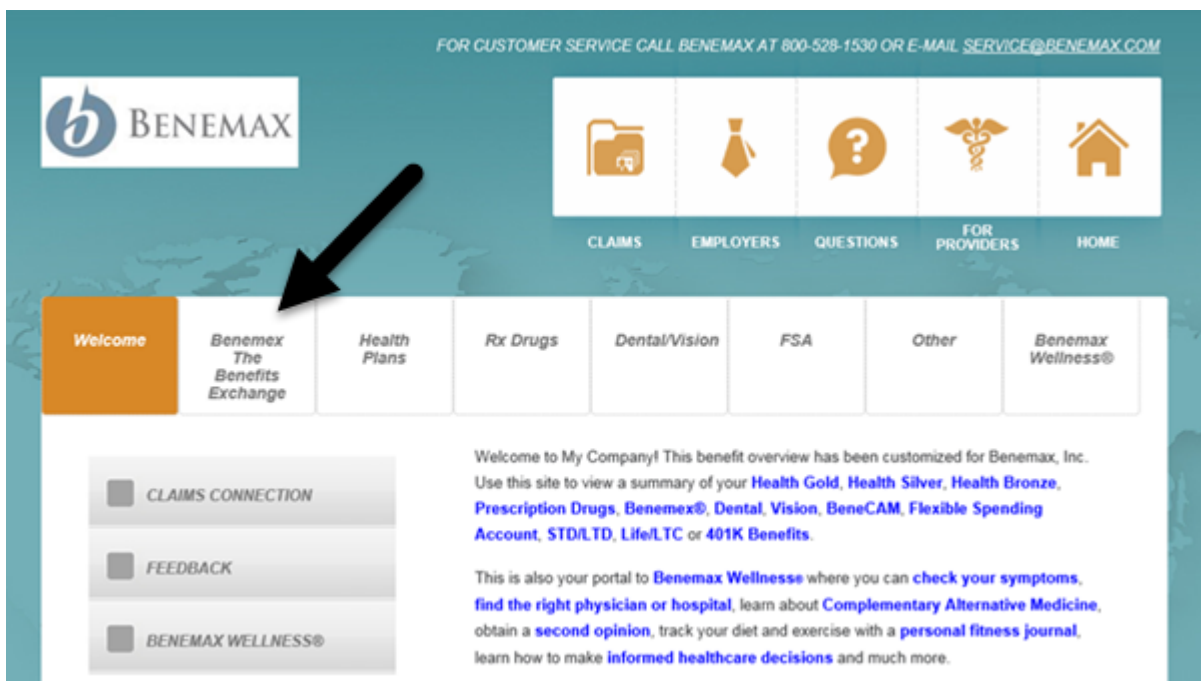 FOR CUSTOMER SERVICE CALL BENEMAX AT 800-528-1530 OR E-MAIL SERVICE@BENEMAX.COM
b BENEMAX
CLAIMS
EMPLOYERS
QUESTIONS
FOR
PROVIDERS
HOME
Welcome
Benemex
The
Benefits
Exchange
Health
Plans
Rx Drugs
Dental/Vision
FSA
Other
Benemax
Wellness®
CLAIMS CONNECTION
FEEDBACK
BENEMAX WELLNESS®
Welcome to My Company! This benefit overview has been customized for Benemax, Inc.
Use this site to view a summary of your Health Gold, Health Silver, Health Bronze,
Prescription Drugs, Benemex®, Dental, Vision, BeneCAM, Flexible Spending
Account, STD/LTD, Life/LTC or 401K Benefits.
This is also your portal to Benemax Wellness® where you can check your symptoms,
find the right physician or hospital, learn about Complementary Alternative Medicine,
obtain a second opinion, track your diet and exercise with a personal fitness journal,
learn how to make informed healthcare decisions and much more.